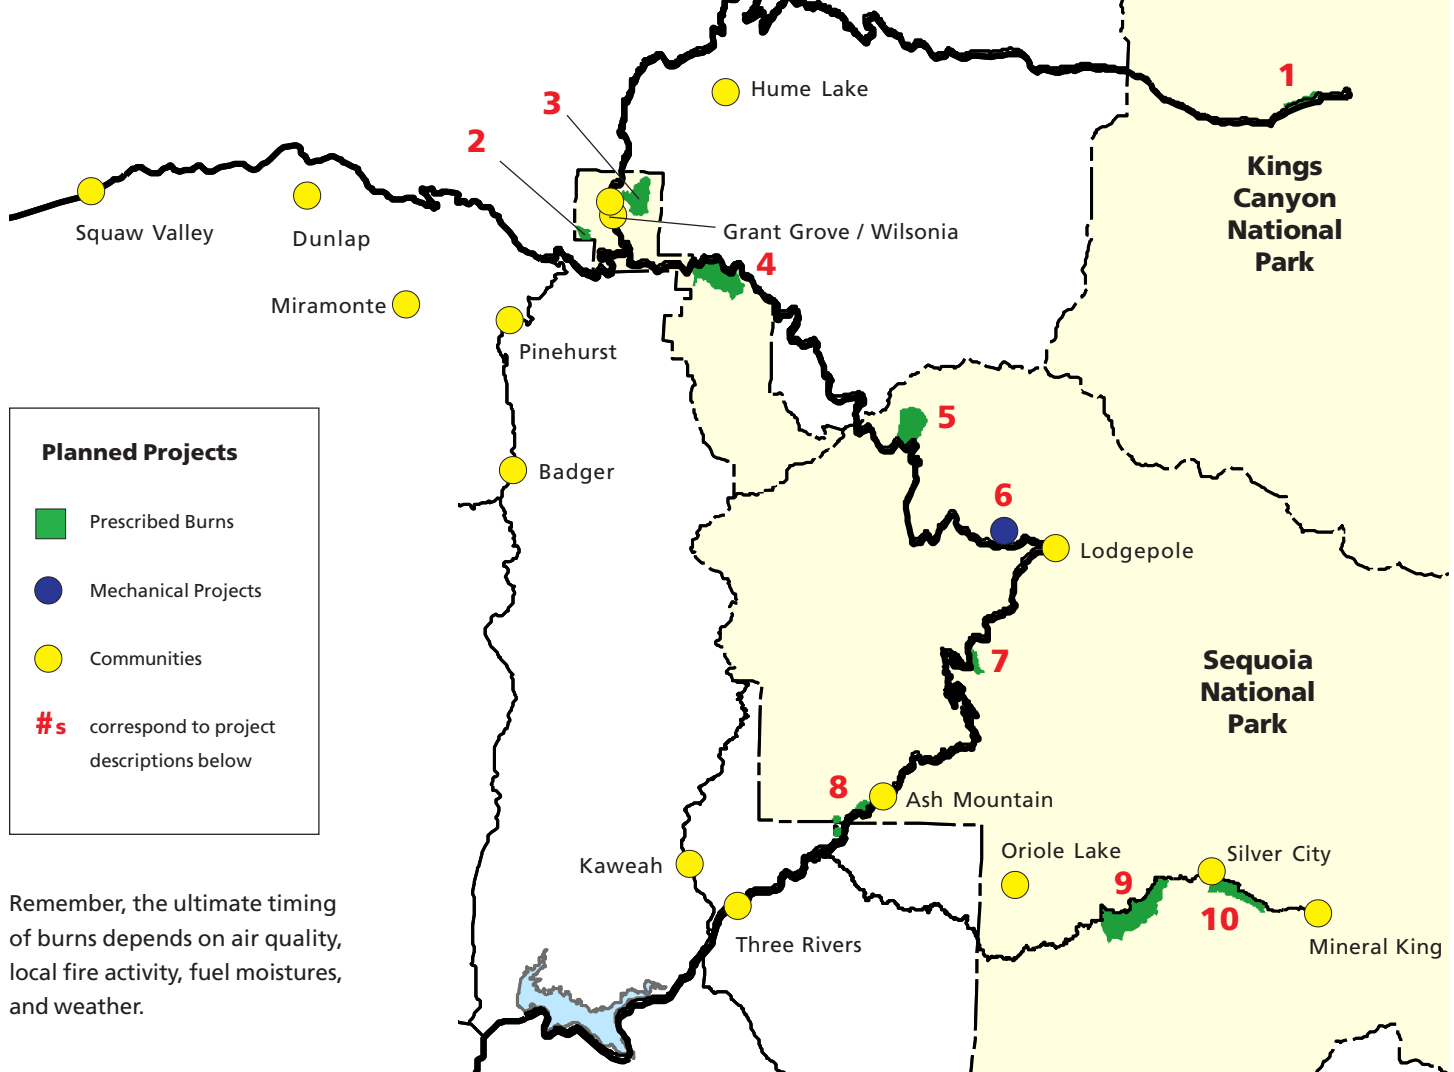 1
Hume Lake
3
2
Kings
Canyon
National
Park
Squaw Valley
Dunlap
Grant Grove / Wilsonia
4
Miramonte
Pinehurst
5
Planned Projects
Prescribed Burns
Mechanical Projects
Communities
#s correspond to project
descriptions below
Badger
6
Lodgepole
7
Sequoia
National
Park
8
Ash Mountain
Oriole Lake
Silver City
Kaweah
9
10
Three Rivers
Mineral King
Remember, the ultimate timing
of burns depends on air quality,
local fire activity, fuel moistures,
and weather.